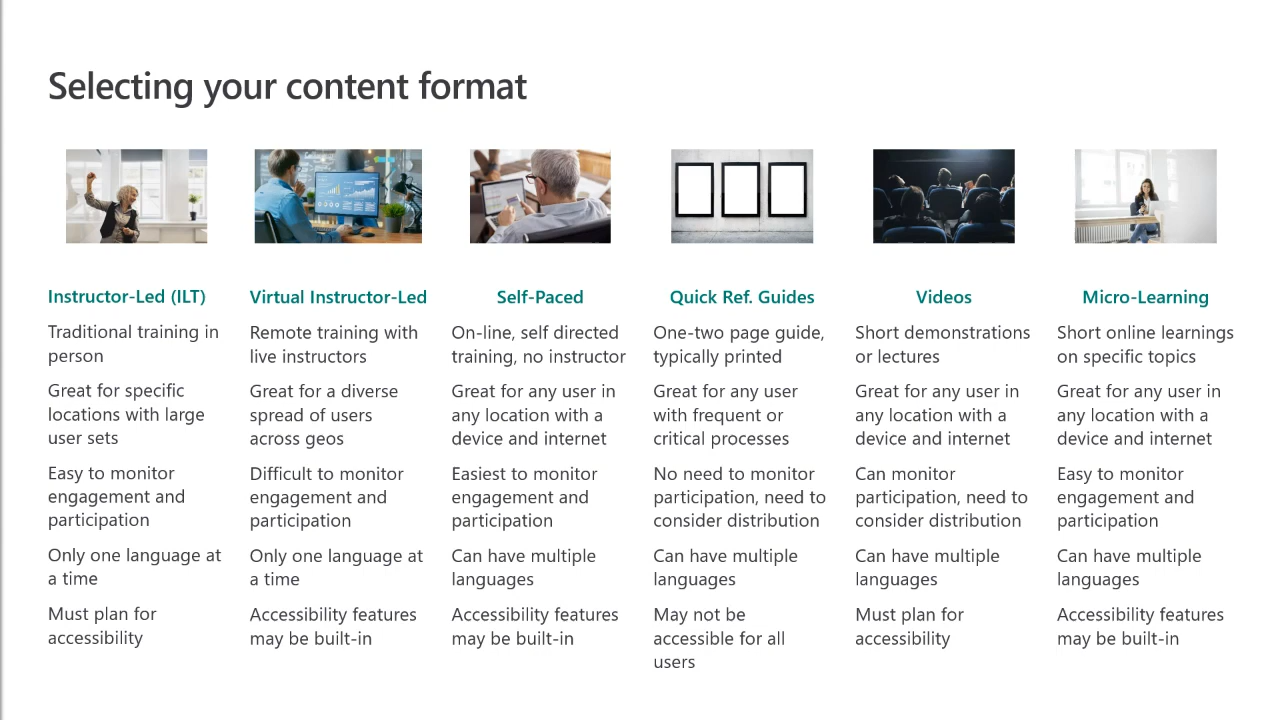 Selecting your content format
Instructor-Led (ILT)
Traditional training in
person
Great for specific
locations with large
user sets
Easy to monitor
engagement and
participation
Only one language at
a time
Must plan for
accessibility
Virtual Instructor-Led
Remote training with
live instructors
Great for a diverse
spread of users
across geos
Difficult to monitor
engagement and
participation
Only one language at
a time
Accessibility features
may be built-in
Self-Paced
On-line, self directed
training, no instructor
Great for any user in
any location with a
device and internet
Easiest to monitor
engagement and
participation
Can have multiple
languages
Accessibility features
may be built-in
Quick Ref. Guides
One-two page guide,
typically printed
Great for any user
with frequent or
critical processes
No need to monitor
participation, need to
consider distribution
Can have multiple
languages
May not be
accessible for all
users
Videos
Short demonstrations
or lectures
Great for any user in
any location with a
device and internet
Can monitor
participation, need to
consider distribution
Can have multiple
languages
Must plan for
accessibility
Micro-Learning
Short online learnings
on specific topics
Great for any user in
any location with a
device and internet
Easy to monitor
engagement and
participation
Can have multiple
languages
Accessibility features
may be built-in